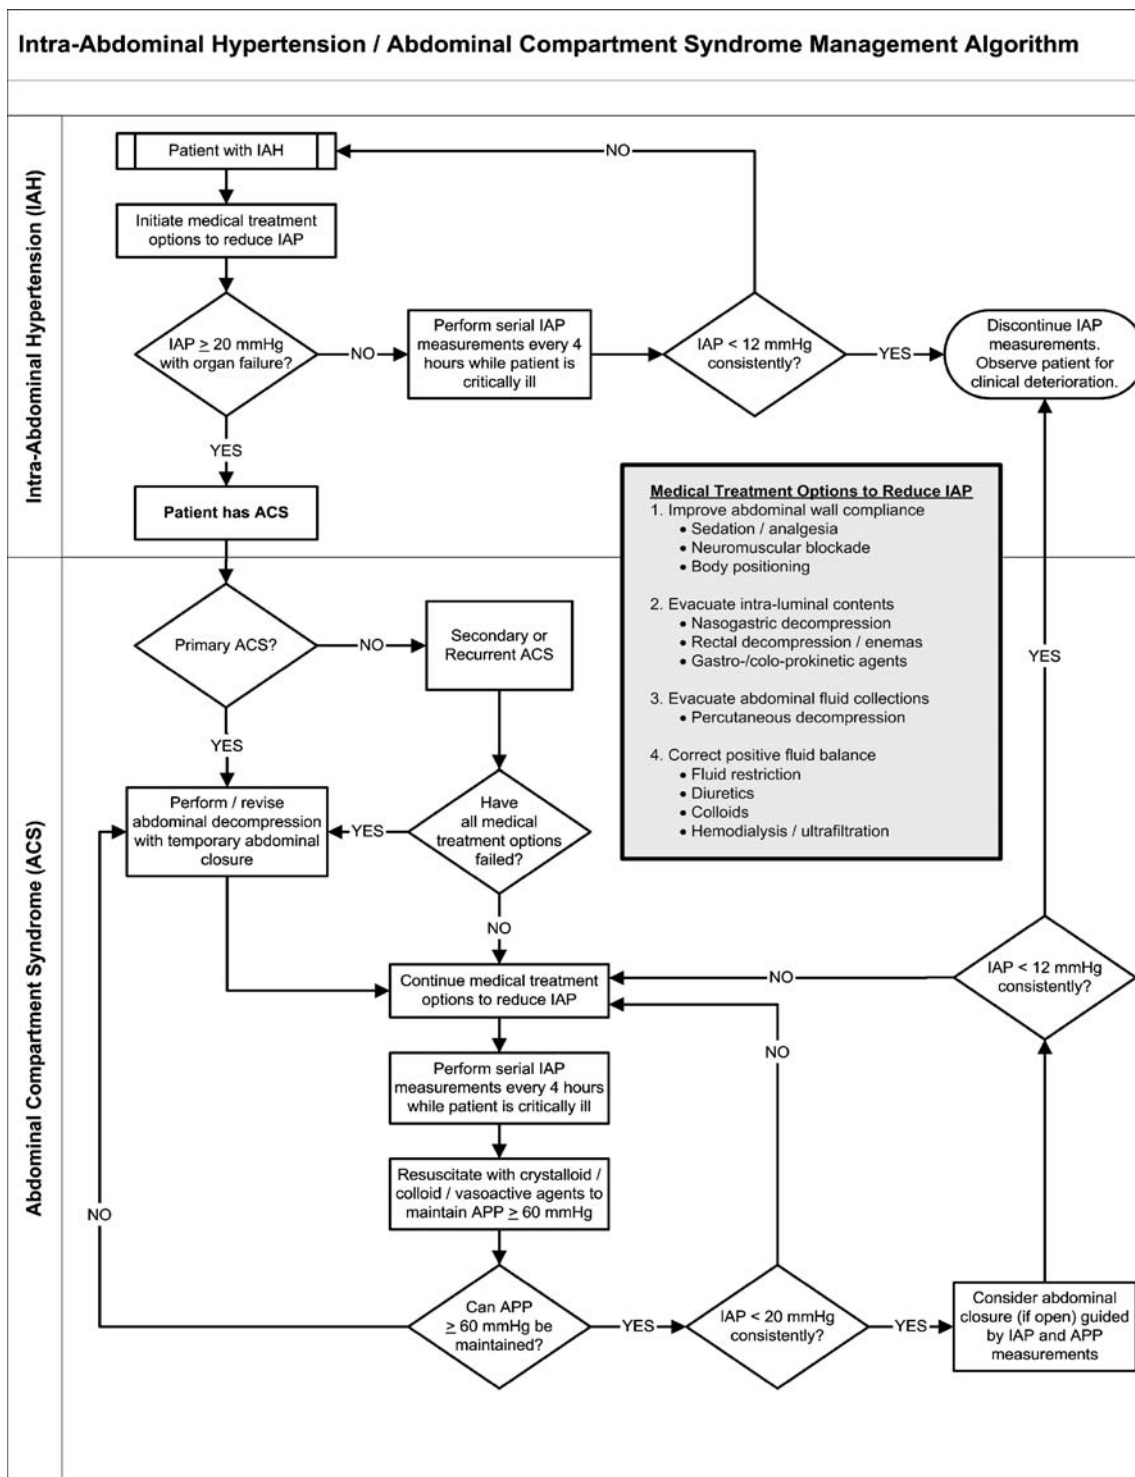 Intra-Abdominal Hypertension / Abdominal Compartment Syndrome Management Algorithm
Intra-Abdominal Hypertension (IAH)
Patient with IAH
NO
Initiate medical treatment
options to reduce IAP
IAP ≥ 20 mmHg
with organ failure?
NO
Perform serial IAP
measurements every 4
hours while patient is
critically ill
IAP < 12 mmHg
consistently?
YES
Discontinue IAP
measurements.
Observe patient for
clinical deterioration.
YES
Patient has ACS
Medical Treatment Options to Reduce IAP
1. Improve abdominal wall compliance
• Sedation / analgesia
• Neuromuscular blockade
• Body positioning
2. Evacuate intra-luminal contents
• Nasogastric decompression
• Rectal decompression / enemas
• Gastro-/colo-prokinetic agents
3. Evacuate abdominal fluid collections
• Percutaneous decompression
4. Correct positive fluid balance
• Fluid restriction
• Diuretics
• Colloids
• Hemodialysis / ultrafiltration
YES
Abdominal Compartment Syndrome (ACS)
Primary ACS?
NO
Secondary or
Recurrent ACS
YES
Perform / revise
abdominal decompression
with temporary abdominal
closure
YES
Have
all medical
treatment options
failed?
NO
Continue medical treatment
options to reduce IAP
NO
IAP < 12 mmHg
consistently?
NO
Perform serial IAP
measurements every 4 hours
while patient is critically ill
Resuscitate with crystalloid /
colloid / vasoactive agents to
maintain APP ≥ 60 mmHg
NO
Can APP
≥ 60 mmHg be
maintained?
YES
IAP < 20 mmHg
consistently?
YES
Consider abdominal
closure (if open) guided
by IAP and APP
measurements